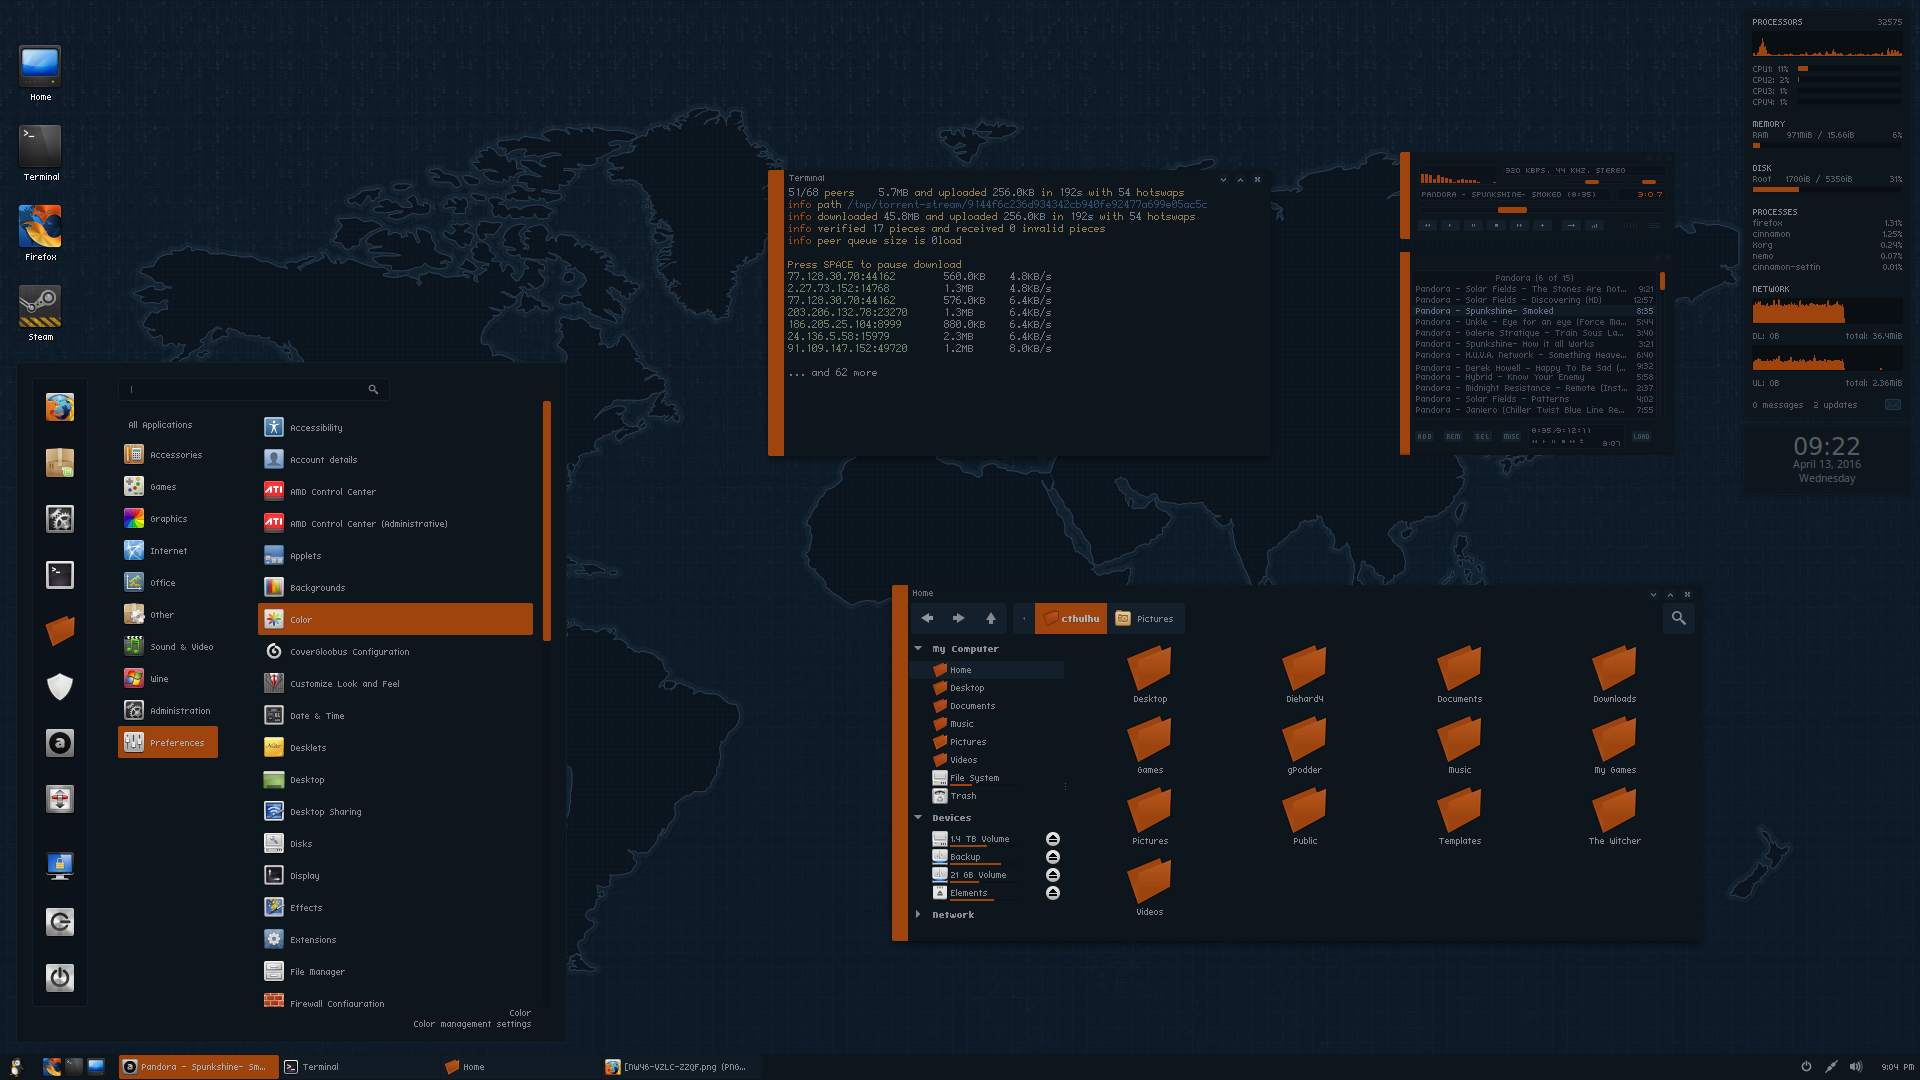 Home
Terminal
Firefox
Steam
All Applications
Accessories
Games
Graphics
Internet
Office
Other
Sound & Video
Wine
Administration
Preferences
Accessibility
Account details
AMD Control Center
AMD Control Center (Administrative)
Applets
Backgrounds
Color
CoverGloobus Configuration
Customize Look and Feel
Date & Time
Desklets
Desktop
Desktop Sharing
Disks
Display
Effects
Extensions
File Manager
Firewall Configuration
Color
Color management settings
Terminal
51/68 peers 5.7MB and uploaded 256.0KB in 192s with 54 hotswaps
info path /tmp/torrent-stream/9144f6c236d934342cb940fe92477a699e05ac5c
info downloaded 45.8MB and uploaded 256.0KB in 192s with 54 hotswaps
info verified 17 pieces and received 0 invalid pieces
info peer queue size is 0load
Press SPACE to pause download
77.128.30.70:44162 560.0KB 4.8KB/s
2.27.73.152:14768 1.3MB 4.8KB/s
77.128.30.70:44162 576.0KB 6.4KB/s
203.206.132.78:23270 1.3MB 6.4KB/s
186.205.25.104:8999 880.0KB 6.4KB/s
24.136.5.58:15979 2.3MB 6.4KB/s
91.109.147.152:49720 1.2MB 8.0KB/s
... and 62 more
320 KBPS, 44 KHZ, STEREO
PANDORA - SPUNKSHINE- SMOKED (8:35) 3:07
Pandora (6 of 15)
Pandora - Solar Fields - The Stones Are Not... 9:21
Pandora - Solar Fields - Discovering (HD) 12:57
Pandora - Spunkshine- Smoked 8:35
Pandora - Unkle - Eye for an eye (Force Ma... 5:44
Pandora - Galerie Stratique - Train Sous La... 3:40
Pandora - Spunkshine- How it all Works 3:21
Pandora - H.U.V.A. Network - Something Heave... 6:40
Pandora - Derek Howell - Happy To Be Sad (... 9:32
Pandora - Hybrid - Know Your Enemy 5:58
Pandora - Midnight Resistance - Remote (Inst... 2:37
Pandora - Solar Fields - Patterns 4:02
Pandora - Janiero (Chiller Twist Blue Line Re... 7:55
8:35/9:12:11
ADD REM SEL MISC 3:07 LOAD
PROCESSORS 32575
CPU1: 11%
CPU2: 2%
CPU3: 1%
CPU4: 1%
MEMORY
RAM 971MiB / 15.6GiB 6%
DISK
Root 170GiB / 535GiB 31%
PROCESSES
firefox 1.31%
cinnamon 1.25%
Xorg 0.24%
nemo 0.07%
cinnamon-settin 0.01%
NETWORK
DL: 0B total: 36.4MiB
UL: 0B total: 2.36MiB
0 messages 2 updates
09:22
April 13, 2016
Wednesday
Home
cthulhu Pictures
My Computer
Home
Desktop
Documents
Music
Pictures
Videos
File System
Trash
Devices
1.4 TB Volume
Backup
21 GB Volume
Elements
Network
Desktop Diehard4 Documents Downloads
Games gPodder Music My Games
Pictures Public Templates The Witcher
Videos
Pandora - Spunkshine- Sm... Terminal Home [NW46-VZLC-ZZQF.png (PNG... 9:04 PM